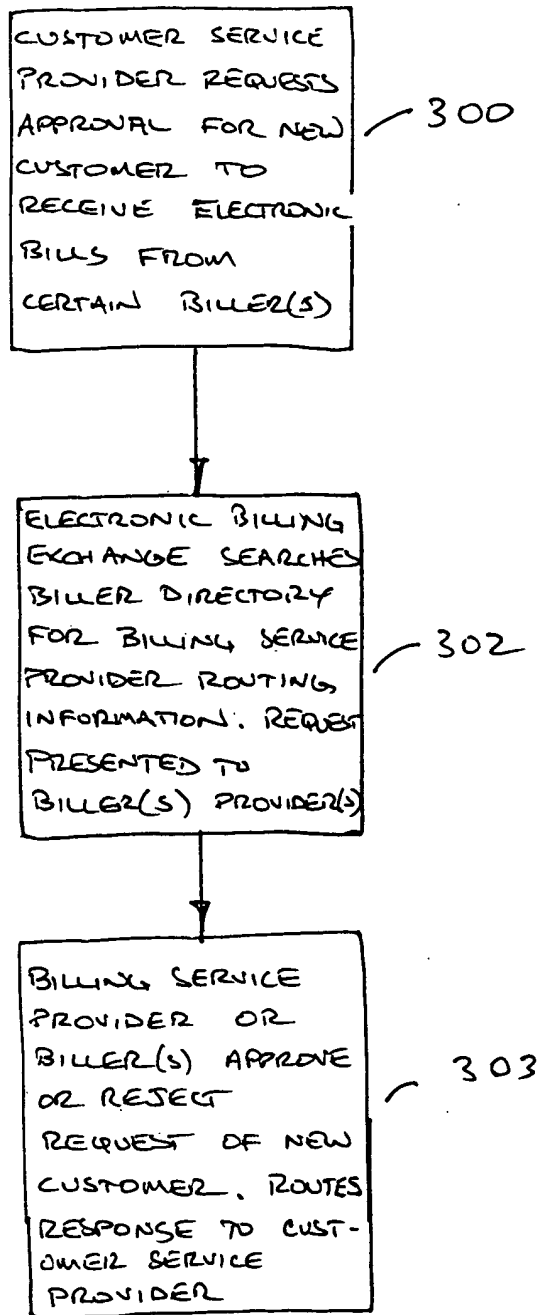 CUSTOMER SERVICE
PROVIDER REQUESTS
APPROVAL FOR NEW
CUSTOMER TO
RECEIVE ELECTRONIC
BILLS FROM
CERTAIN BILLER(S)
300
ELECTRONIC BILLING
EXCHANGE SEARCHES
BILLER DIRECTORY
FOR BILLING SERVICE
PROVIDER ROUTING
INFORMATION. REQUEST
PRESENTED TO
BILLER(S) PROVIDER(S)
302
BILLING SERVICE
PROVIDER OR
BILLER(S) APPROVE
OR REJECT
REQUEST OF NEW
CUSTOMER. ROUTES
RESPONSE TO CUST-
OMER SERVICE
PROVIDER
303